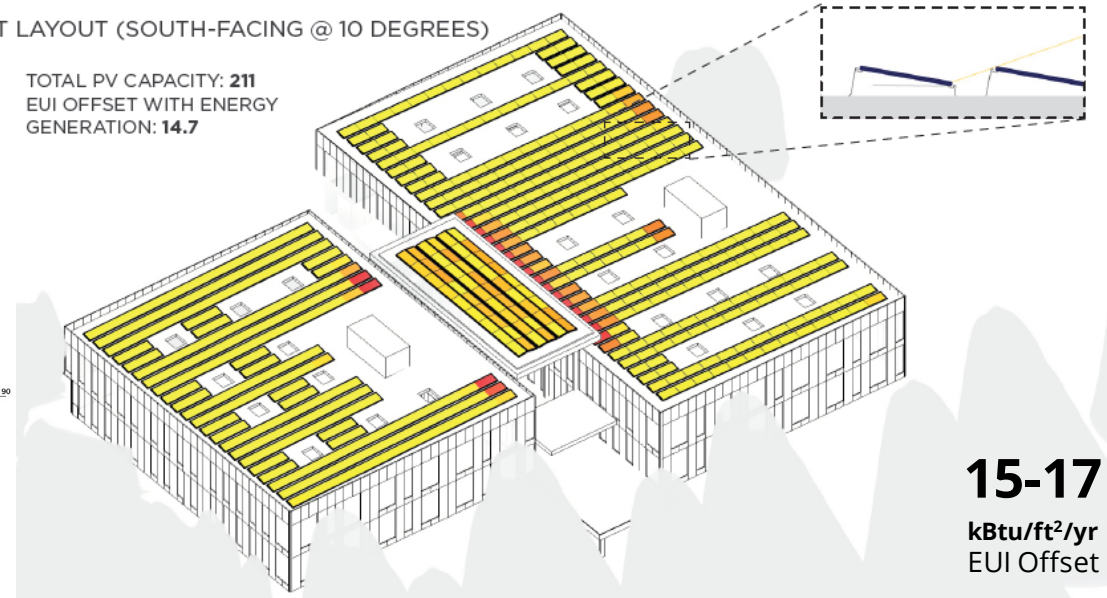 T LAYOUT (SOUTH-FACING @ 10 DEGREES)
TOTAL PV CAPACITY: 211
EUI OFFSET WITH ENERGY
GENERATION: 14.7
90
15-17
kBtu/ft²/yr
EUI Offset